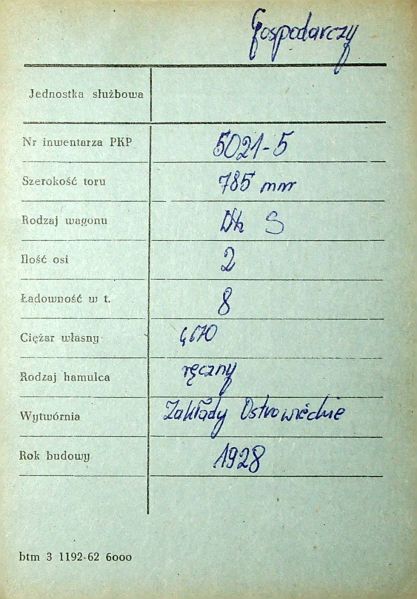 Gospodarczy
Jednostka służbowa
Nr inwentarza PKP 5021-5
Szerokość toru 785 mm
Rodzaj wagonu S
Ilość osi 2
Ładowność w t. 8
Ciężar własny 4670
Rodzaj hamulca ręczny
Wytwórnia Zakłady Ostrowieckie
Rok budowy 1928
btm 3 1192-62 6000